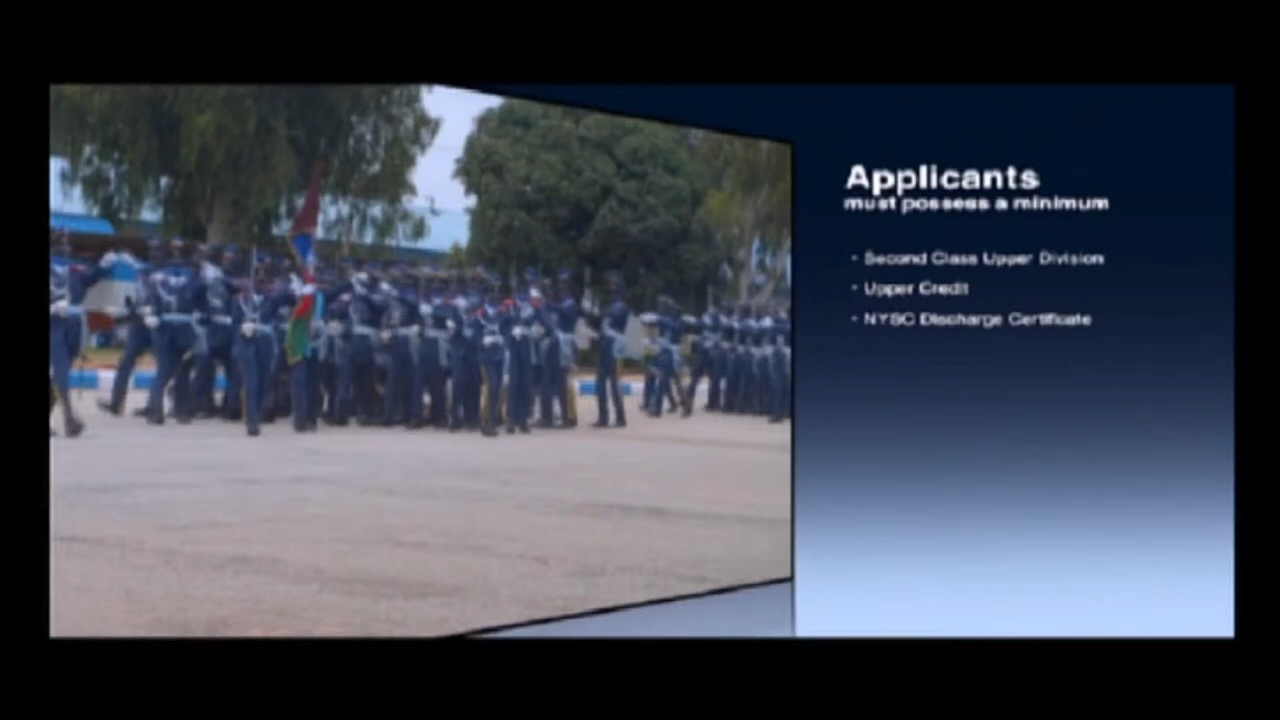 Applicants
must possess a minimum
- Second Class Upper Division
- Upper Credit
- NYSC Discharge Certificate